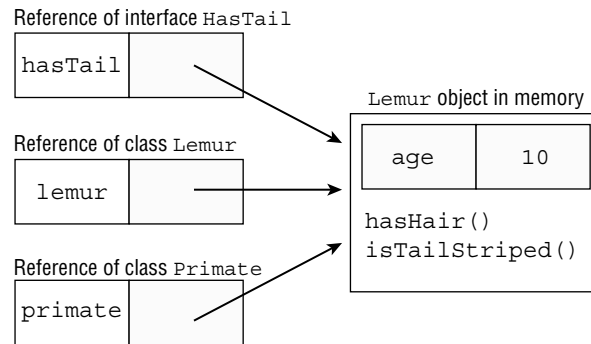 Reference of interface HasTail
hasTail
Lemur object in memory
age 10
Reference of class Lemur
lemur
hasHair()
isTailStriped()
Reference of class Primate
primate